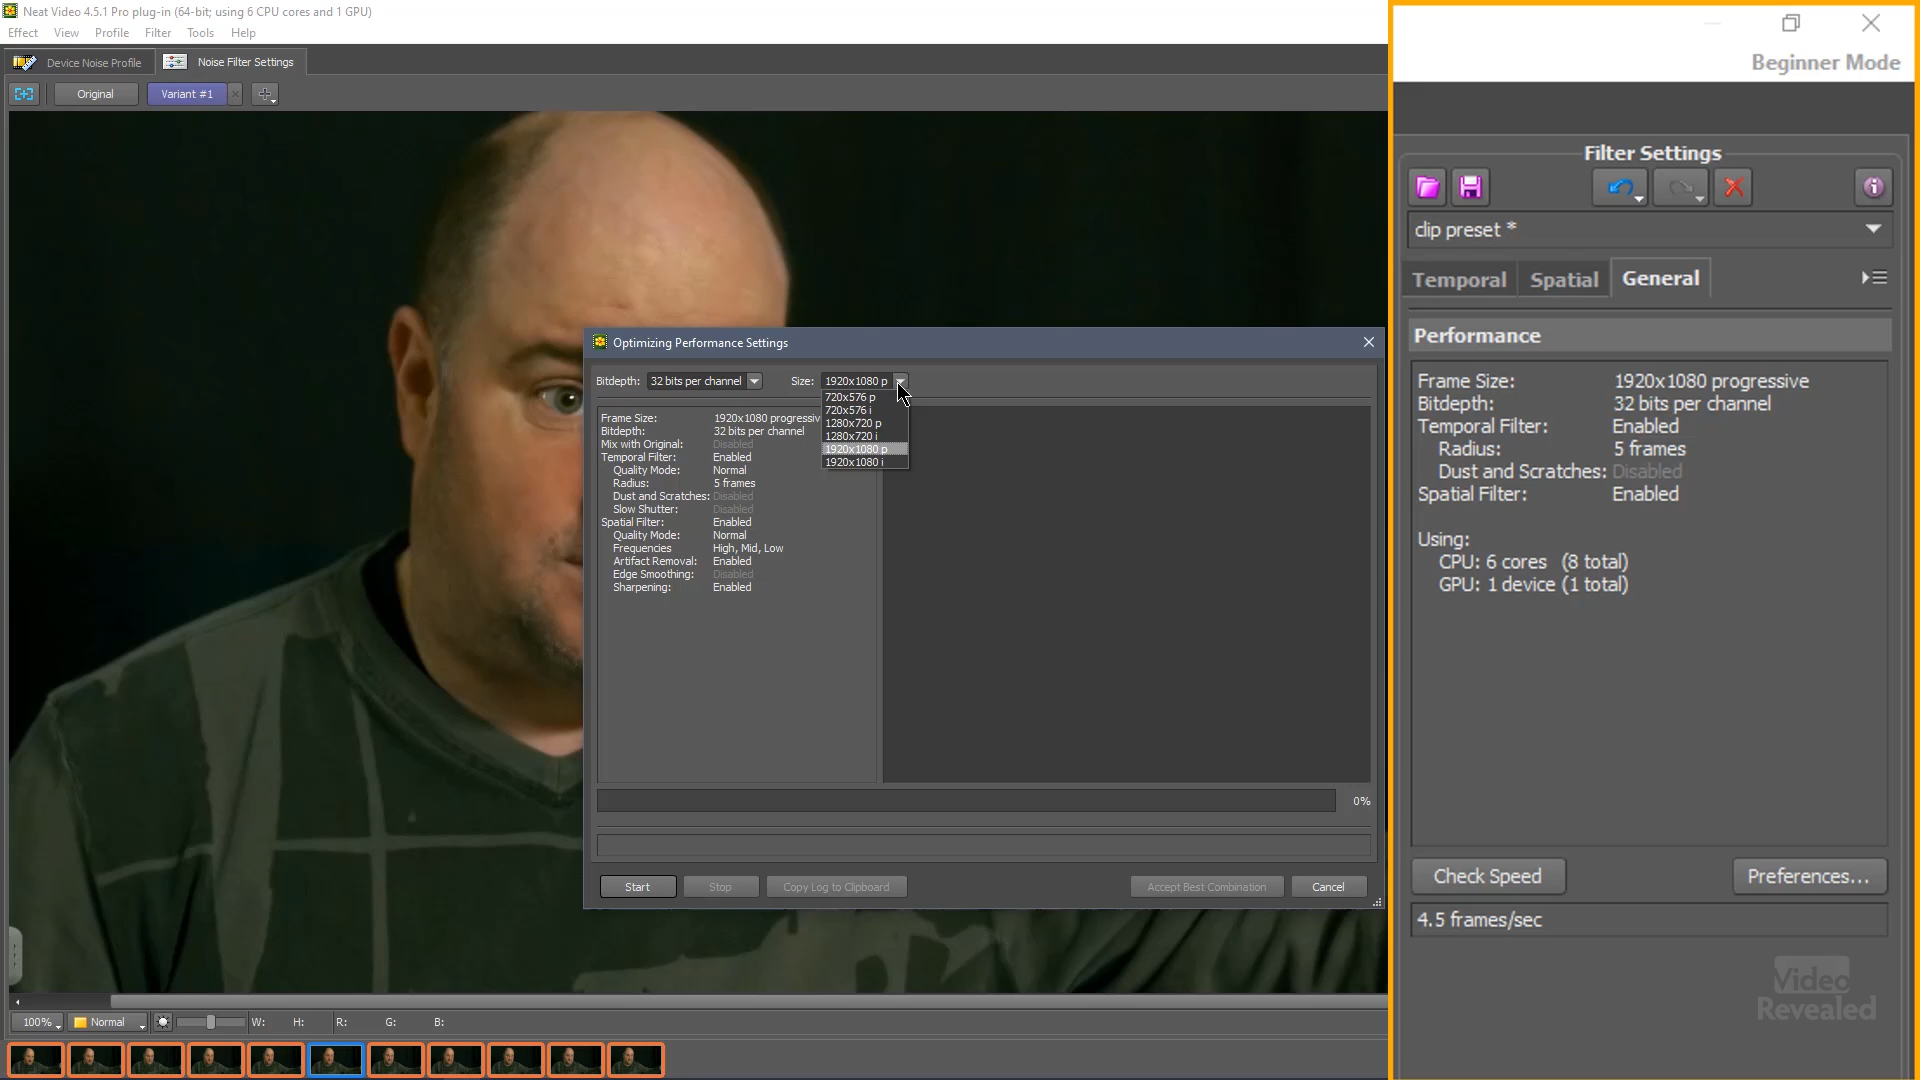 Neat Video 4.5.1 Pro plug-in (64-bit; using 6 CPU cores and 1 GPU)
Effect View Profile Filter Tools Help
Device Noise Profile Noise Filter Settings
Original Variant #1
Optimizing Performance Settings
Bitdepth: 32 bits per channel Size: 1920x1080 p
720x576 p
720x576 i
1280x720 p
1280x720 i
1920x1080 p
1920x1080 i
Frame Size: 1920x1080 progressiv
Bitdepth: 32 bits per channel
Mix with Original: Disabled
Temporal Filter: Enabled
Quality Mode: Normal
Radius: 5 frames
Dust and Scratches: Disabled
Slow Shutter: Disabled
Spatial Filter: Enabled
Quality Mode: Normal
Frequencies High, Mid, Low
Artifact Removal: Enabled
Edge Smoothing: Disabled
Sharpening: Enabled
0%
Start Stop Copy Log to Clipboard Accept Best Combination Cancel
100% Normal W: H: R: G: B:
Beginner Mode
Filter Settings
clip preset *
Temporal Spatial General
Performance
Frame Size: 1920x1080 progressive
Bitdepth: 32 bits per channel
Temporal Filter: Enabled
Radius: 5 frames
Dust and Scratches: Disabled
Spatial Filter: Enabled
Using:
CPU: 6 cores (8 total)
GPU: 1 device (1 total)
Check Speed Preferences...
4.5 frames/sec
Video
Revealed